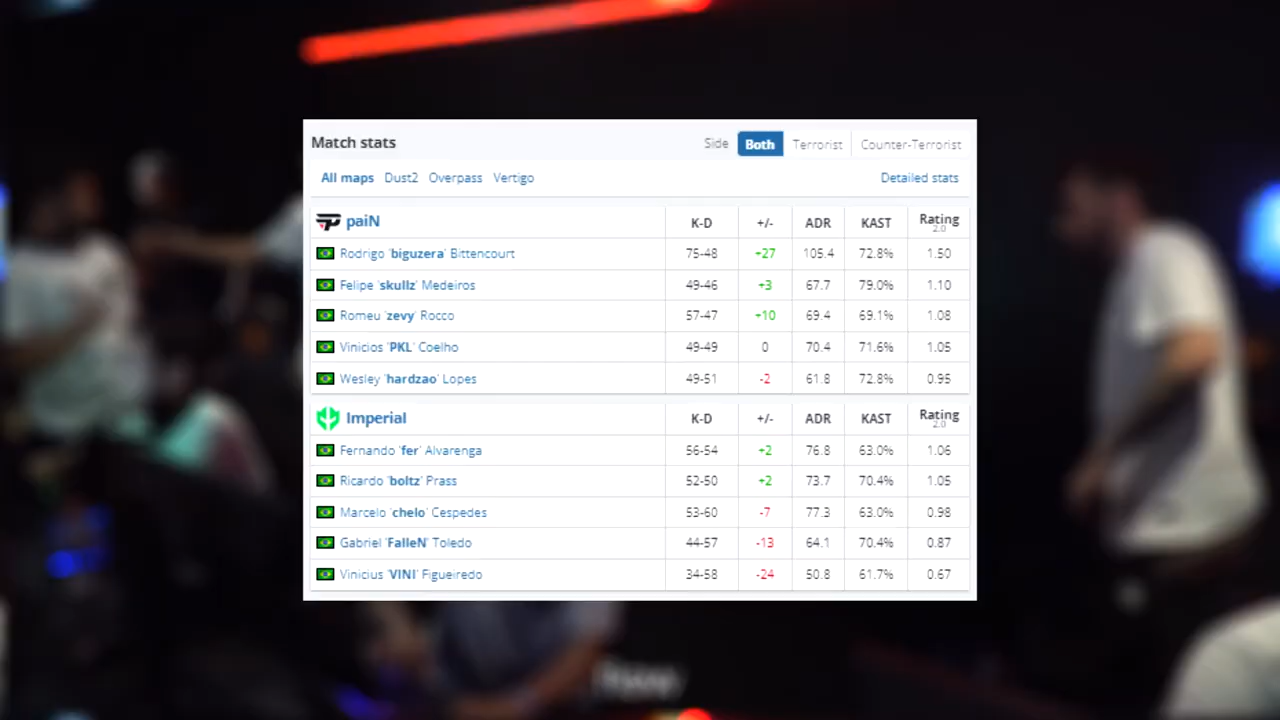 Match stats Side Both Terrorist Counter-Terrorist
All maps Dust2 Overpass Vertigo Detailed stats
paiN K-D +/- ADR KAST Rating 2.0
Rodrigo 'biguzera' Bittencourt 75-48 +27 105.4 72.8% 1.50
Felipe 'skullz' Medeiros 49-46 +3 67.7 79.0% 1.10
Romeu 'zevy' Rocco 57-47 +10 69.4 69.1% 1.08
Vinicios 'PKL' Coelho 49-49 0 70.4 71.6% 1.05
Wesley 'hardzao' Lopes 49-51 -2 61.8 72.8% 0.95
Imperial K-D +/- ADR KAST Rating 2.0
Fernando 'fer' Alvarenga 56-54 +2 76.8 63.0% 1.06
Ricardo 'boltz' Prass 52-50 +2 73.7 70.4% 1.05
Marcelo 'chelo' Cespedes 53-60 -7 77.3 63.0% 0.98
Gabriel 'FalleN' Toledo 44-57 -13 64.1 70.4% 0.87
Vinicius 'VINI' Figueiredo 34-58 -24 50.8 61.7% 0.67